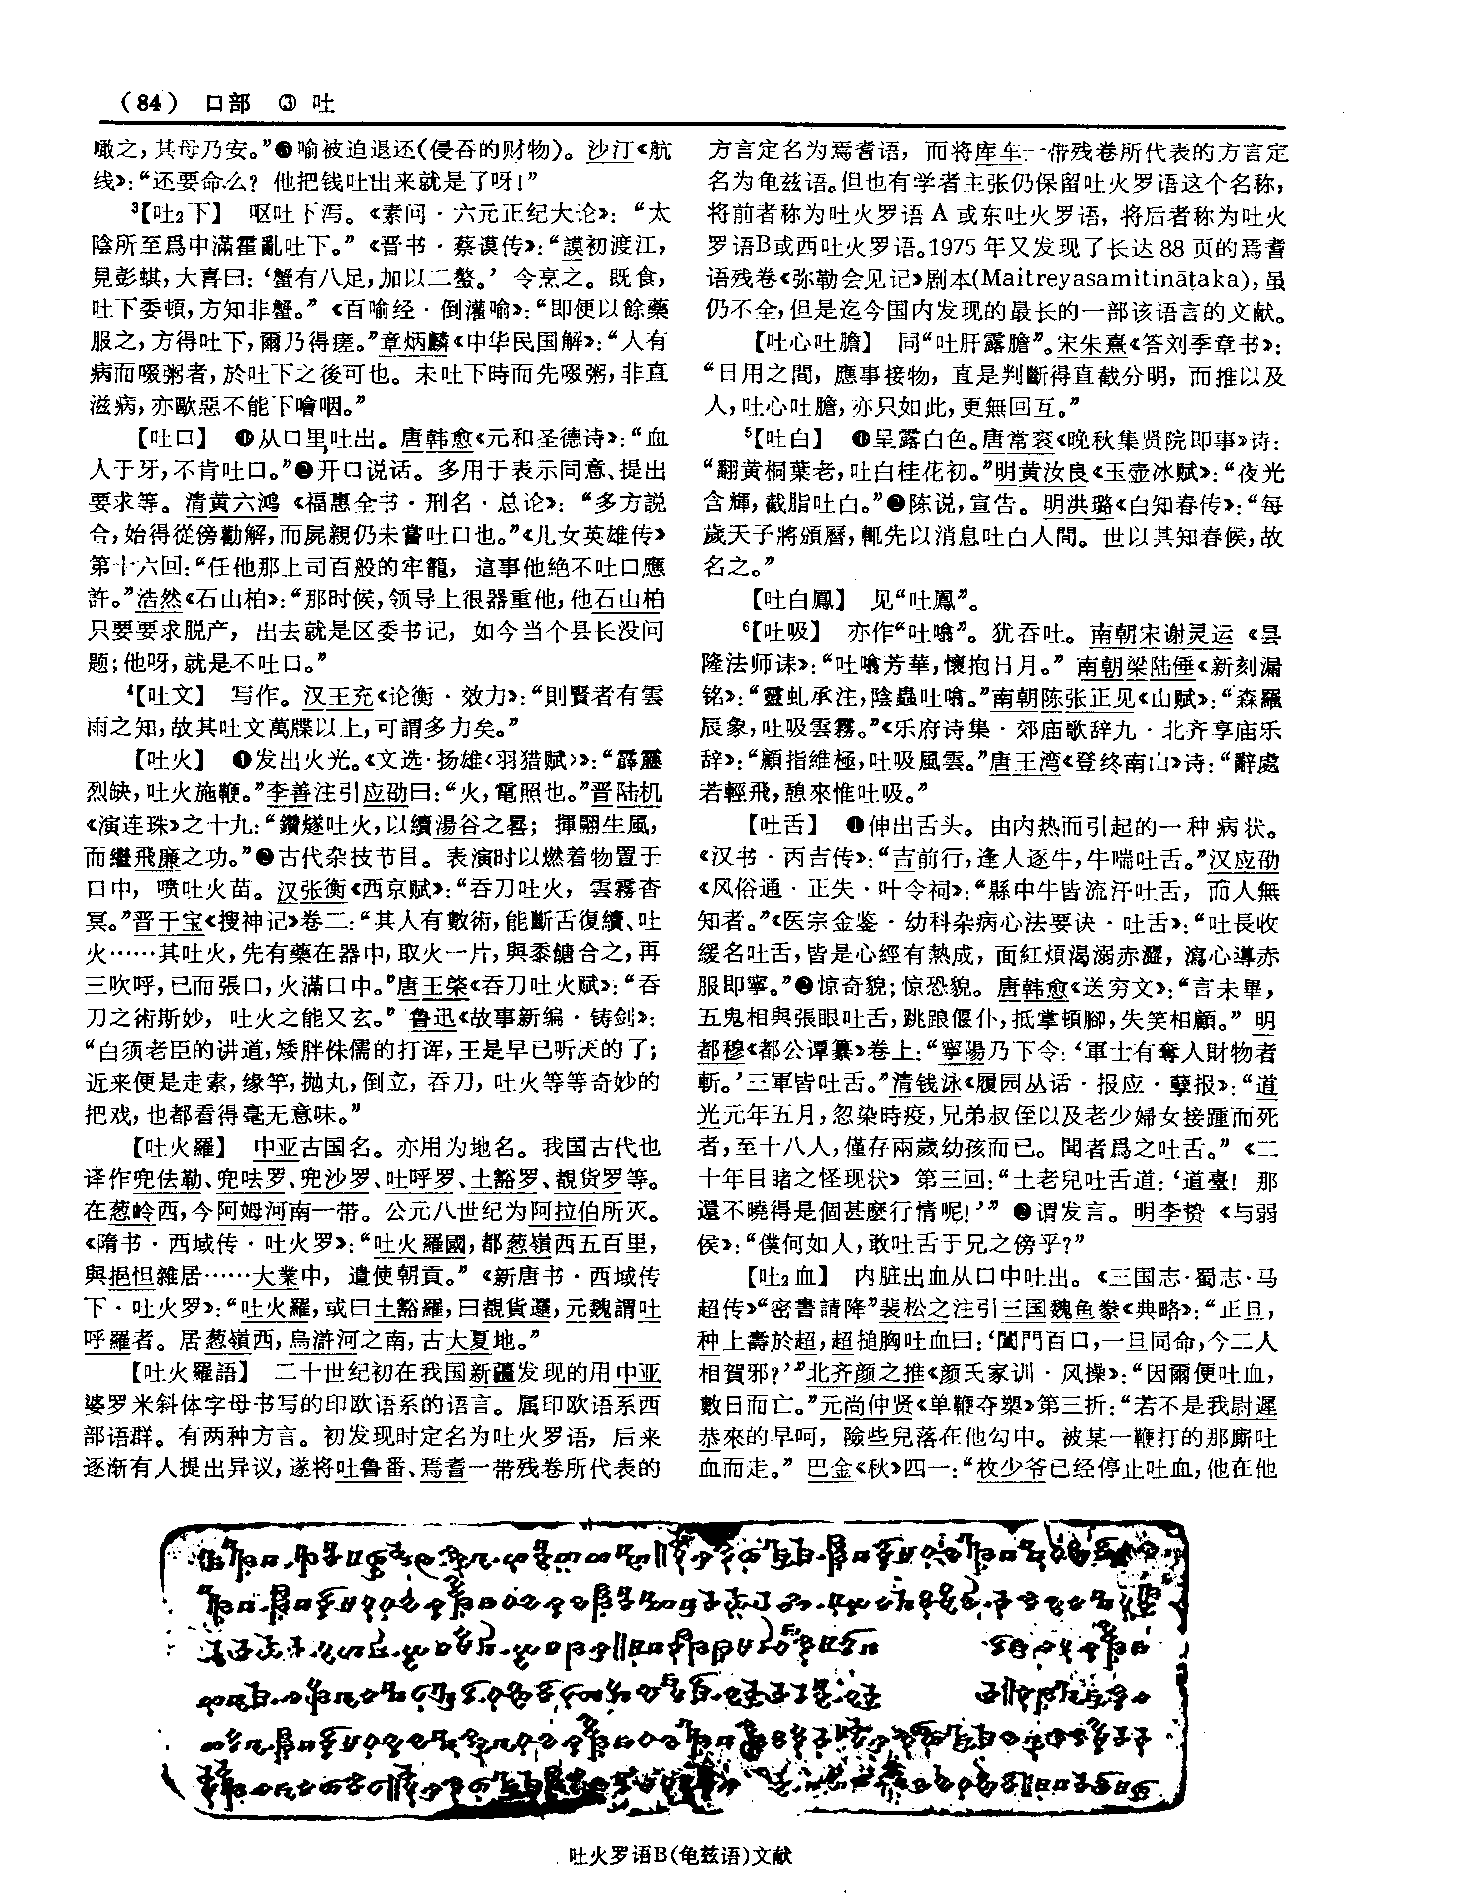 （84） 口部 ③ 吐
噉之，其母乃安。”❻喻被迫退还（侵吞的财物）。沙汀《航
线》：“还要命么？他把钱吐出来就是了呀！”
³【吐₂下】 呕吐下泻。《素问·六元正纪大论》：“太
陰所至爲中滿霍亂吐下。”《晋书·蔡谟传》：“謨初渡江，
見彭蜞，大喜曰：‘蟹有八足，加以二螯。’令烹之。既食，
吐下委頓，方知非蟹。”《百喻经·倒灌喻》：“即便以餘藥
服之，方得吐下，爾乃得瘥。”章炳麟《中华民国解》：“人有
病而啜粥者，於吐下之後可也。未吐下時而先啜粥，非直
滋病，亦歐惡不能下噲咽。”
【吐口】 ❶从口里吐出。唐韩愈《元和圣德诗》：“血
人于牙，不肯吐口。”❷开口说话。多用于表示同意、提出
要求等。清黄六鸿《福惠全书·刑名·总论》：“多方説
合，始得從傍勸解，而屍親仍未嘗吐口也。”《儿女英雄传》
第十六回：“任他那上司百般的牢籠，這事他絶不吐口應
許。”浩然《石山柏》：“那时候，领导上很器重他，他石山柏
只要要求脱产，出去就是区委书记，如今当个县长没问
题；他呀，就是不吐口。”
⁴【吐文】 写作。汉王充《论衡·效力》：“則賢者有雲
雨之知，故其吐文萬牒以上，可謂多力矣。”
【吐火】 ❶发出火光。《文选·扬雄〈羽猎赋〉》：“霹靂
烈缺，吐火施鞭。”李善注引应劭曰：“火，電照也。”晋陆机
《演连珠》之十九：“鑽燧吐火，以續湯谷之晷；揮翮生風，
而繼飛廉之功。”❷古代杂技节目。表演时以燃着物置于
口中，喷吐火苗。汉张衡《西京赋》：“吞刀吐火，雲霧杳
冥。”晋干宝《搜神记》卷二：“其人有數術，能斷舌復續、吐
火……其吐火，先有藥在器中，取火一片，與黍餹合之，再
三吹呼，已而張口，火滿口中。”唐王棨《吞刀吐火赋》：“吞
刀之術斯妙，吐火之能又玄。”鲁迅《故事新编·铸剑》：
“白须老臣的讲道，矮胖侏儒的打诨，王是早已听厌的了；
近来便是走索，缘竿，抛丸，倒立，吞刀，吐火等等奇妙的
把戏，也都看得毫无意味。”
【吐火羅】 中亚古国名。亦用为地名。我国古代也
译作兜佉勒、兜呿罗、兜沙罗、吐呼罗、土豁罗、覩货罗等。
在葱岭西，今阿姆河南一带。公元八世纪为阿拉伯所灭。
《隋书·西域传·吐火罗》：“吐火羅國，都葱嶺西五百里，
與挹怛雜居……大業中，遣使朝貢。”《新唐书·西域传
下·吐火罗》：“吐火羅，或曰土豁羅，曰覩貨邏，元魏謂吐
呼羅者。居葱嶺西，烏滸河之南，古大夏地。”
【吐火羅語】 二十世纪初在我国新疆发现的用中亚
婆罗米斜体字母书写的印欧语系的语言。属印欧语系西
部语群。有两种方言。初发现时定名为吐火罗语，后来
逐渐有人提出异议，遂将吐鲁番、焉耆一带残卷所代表的
方言定名为焉耆语，而将库车一带残卷所代表的方言定
名为龟兹语。但也有学者主张仍保留吐火罗语这个名称，
将前者称为吐火罗语 A 或东吐火罗语，将后者称为吐火
罗语B或西吐火罗语。1975 年又发现了长达 88 页的焉耆
语残卷《弥勒会见记》剧本(Maitreyasamitināṭaka)，虽
仍不全，但是迄今国内发现的最长的一部该语言的文献。
【吐心吐膽】 同“吐肝露膽”。宋朱熹《答刘季章书》：
“日用之間，應事接物，直是判斷得直截分明，而推以及
人，吐心吐膽，亦只如此，更無回互。”
⁵【吐白】 ❶呈露白色。唐常衮《晚秋集贤院即事》诗：
“翻黄桐葉老，吐白桂花初。”明黄汝良《玉壶冰赋》：“夜光
含輝，截脂吐白。”❷陈说，宣告。明洪璐《白知春传》：“每
歲天子將頒曆，輒先以消息吐白人間。世以其知春候，故
名之。”
【吐白鳳】 见“吐鳳”。
⁶【吐吸】 亦作“吐噏”。犹吞吐。南朝宋谢灵运《昙
隆法师诔》：“吐噏芳華，懷抱日月。”南朝梁陆倕《新刻漏
铭》：“靈虬承注，陰蟲吐噏。”南朝陈张正见《山赋》：“森羅
辰象，吐吸雲霧。”《乐府诗集·郊庙歌辞九·北齐享庙乐
辞》：“顧指維極，吐吸風雲。”唐王湾《登终南山》诗：“辭處
若輕飛，憩來惟吐吸。”
【吐舌】 ❶伸出舌头。由内热而引起的一种病状。
《汉书·丙吉传》：“吉前行，逢人逐牛，牛喘吐舌。”汉应劭
《风俗通·正失·叶令祠》：“縣中牛皆流汗吐舌，而人無
知者。”《医宗金鉴·幼科杂病心法要诀·吐舌》：“吐長收
緩名吐舌，皆是心經有熱成，面紅煩渴溺赤澀，瀉心導赤
服即寧。”❷惊奇貌；惊恐貌。唐韩愈《送穷文》：“言未畢，
五鬼相與張眼吐舌，跳踉偃仆，抵掌頓腳，失笑相顧。”明
都穆《都公谭纂》卷上：“寧陽乃下令：‘軍士有奪人財物者
斬。’三軍皆吐舌。”清钱泳《履园丛话·报应·孽报》：“道
光元年五月，忽染時疫，兄弟叔侄以及老少婦女接踵而死
者，至十八人，僅存兩歲幼孩而已。聞者爲之吐舌。”《二
十年目睹之怪现状》第三回：“土老兒吐舌道：‘道臺！那
還不曉得是個甚麽行情呢！’”❸谓发言。明李贽《与弱
侯》：“僕何如人，敢吐舌于兄之傍乎？”
【吐₂血】 内脏出血从口中吐出。《三国志·蜀志·马
超传》“密書請降”裴松之注引三国魏鱼豢《典略》：“正旦，
种上壽於超，超搥胸吐血曰：‘闔門百口，一旦同命，今二人
相賀邪？’”北齐颜之推《颜氏家训·风操》：“因爾便吐血，
數日而亡。”元尚仲贤《单鞭夺槊》第三折：“若不是我尉遲
恭來的早呵，險些兒落在他勾中。被某一鞭打的那廝吐
血而走。”巴金《秋》四一：“枚少爷已经停止吐血，他在他
吐火罗语B（龟兹语）文献